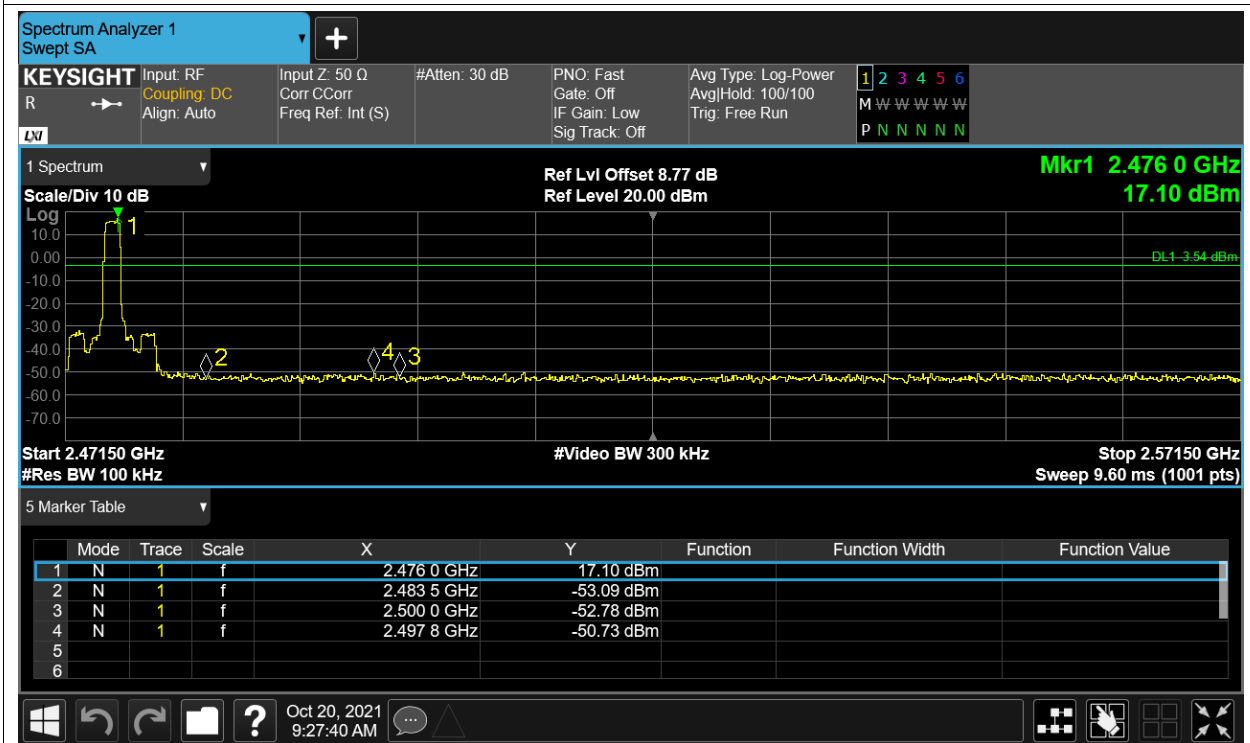 Spectrum Analyzer 1
Swept SA
KEYSIGHT Input: RF Input Z: 50 Ω #Atten: 30 dB PNO: Fast Avg Type: Log-Power 1 2 3 4 5 6
R Coupling: DC Corr CCorr Gate: Off Avg|Hold: 100/100 M W W W W W W
Align: Auto Freq Ref: Int (S) IF Gain: Low Trig: Free Run
LXI Sig Track: Off P N N N N N N
1 Spectrum Ref Lvl Offset 8.77 dB Mkr1 2.476 0 GHz
Scale/Div 10 dB Ref Level 20.00 dBm 17.10 dBm
Log
1
10.0
0.00 DL1 -3.54 dBm
-10.0
-20.0
-30.0
-40.0
2 4 3
-50.0
-60.0
-70.0
Start 2.47150 GHz #Video BW 300 kHz Stop 2.57150 GHz
#Res BW 100 kHz Sweep 9.60 ms (1001 pts)
5 Marker Table
Mode Trace Scale X Y Function Function Width Function Value
1 N 1 f 2.476 0 GHz 17.10 dBm
2 N 1 f 2.483 5 GHz -53.09 dBm
3 N 1 f 2.500 0 GHz -52.78 dBm
4 N 1 f 2.497 8 GHz -50.73 dBm
5
6
? Oct 20, 2021
9:27:40 AM